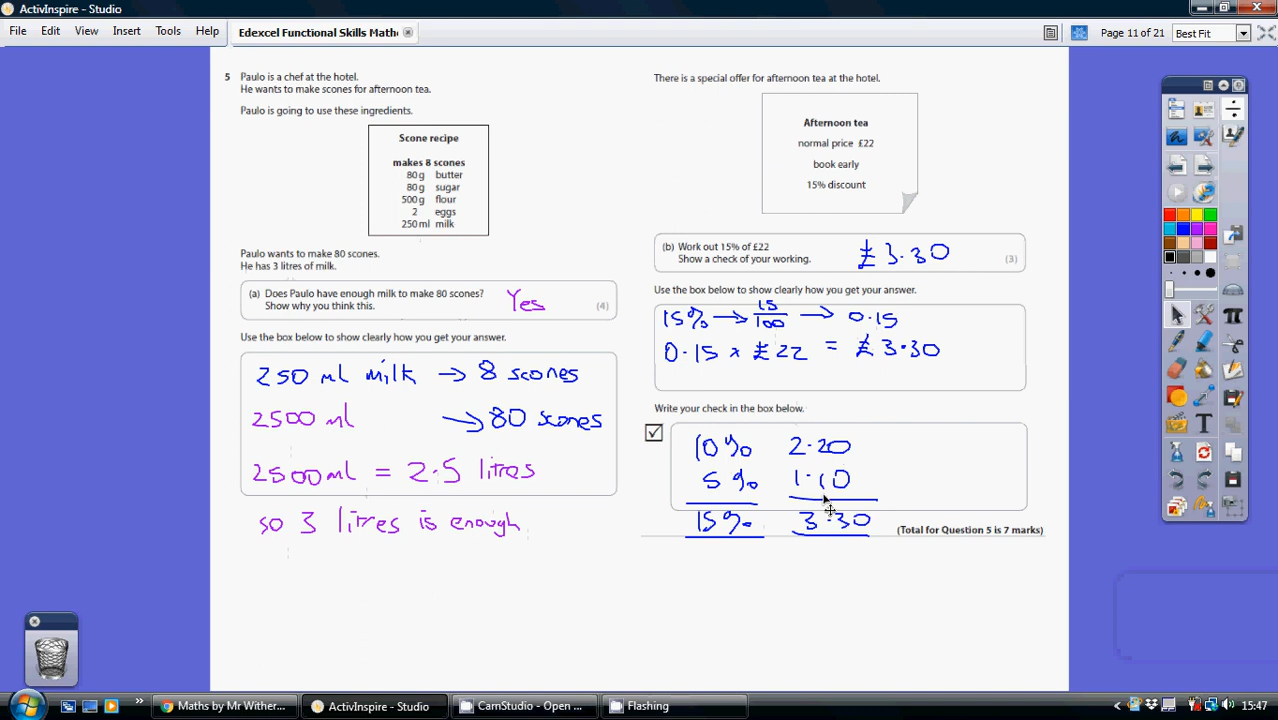 ActivInspire - Studio
File Edit View Insert Tools Help
Edexcel Functional Skills Mathe
Page 11 of 21
Best Fit
5 Paulo is a chef at the hotel.
He wants to make scones for afternoon tea.
Paulo is going to use these ingredients.
Scone recipe
makes 8 scones
80 g butter
80 g sugar
500 g flour
2 eggs
250 ml milk
Paulo wants to make 80 scones.
He has 3 litres of milk.
(a) Does Paulo have enough milk to make 80 scones?
Show why you think this.
Yes
(4)
Use the box below to show clearly how you get your answer.
250 ml milk → 8 scones
2500 ml → 80 scones
2500ml = 2.5 litres
so 3 litres is enough
There is a special offer for afternoon tea at the hotel.
Afternoon tea
normal price £22
book early
15% discount
(b) Work out 15% of £22
Show a check of your working.
£3.30
(3)
Use the box below to show clearly how you get your answer.
15% → 15/100 → 0.15
0.15 x £22 = £3.30
Write your check in the box below.
10% 2.20
5% 1.10
15% 3.30
(Total for Question 5 is 7 marks)
Maths by Mr Wither...
ActivInspire - Studio
CamStudio - Open ...
Flashing
15:47